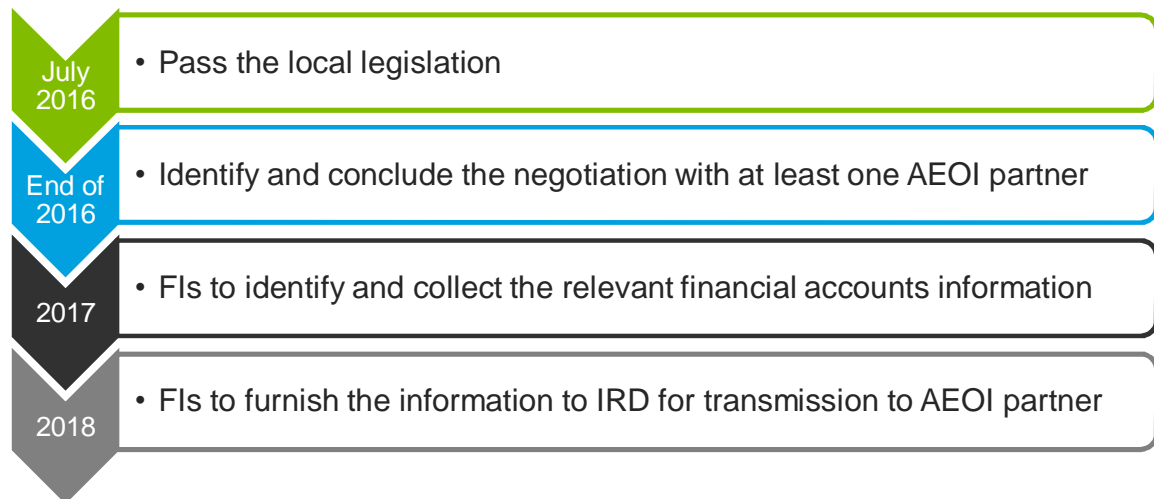 July
2016
• Pass the local legislation
End of
2016
• Identify and conclude the negotiation with at least one AEOI partner
2017
• FIs to identify and collect the relevant financial accounts information
2018
• FIs to furnish the information to IRD for transmission to AEOI partner